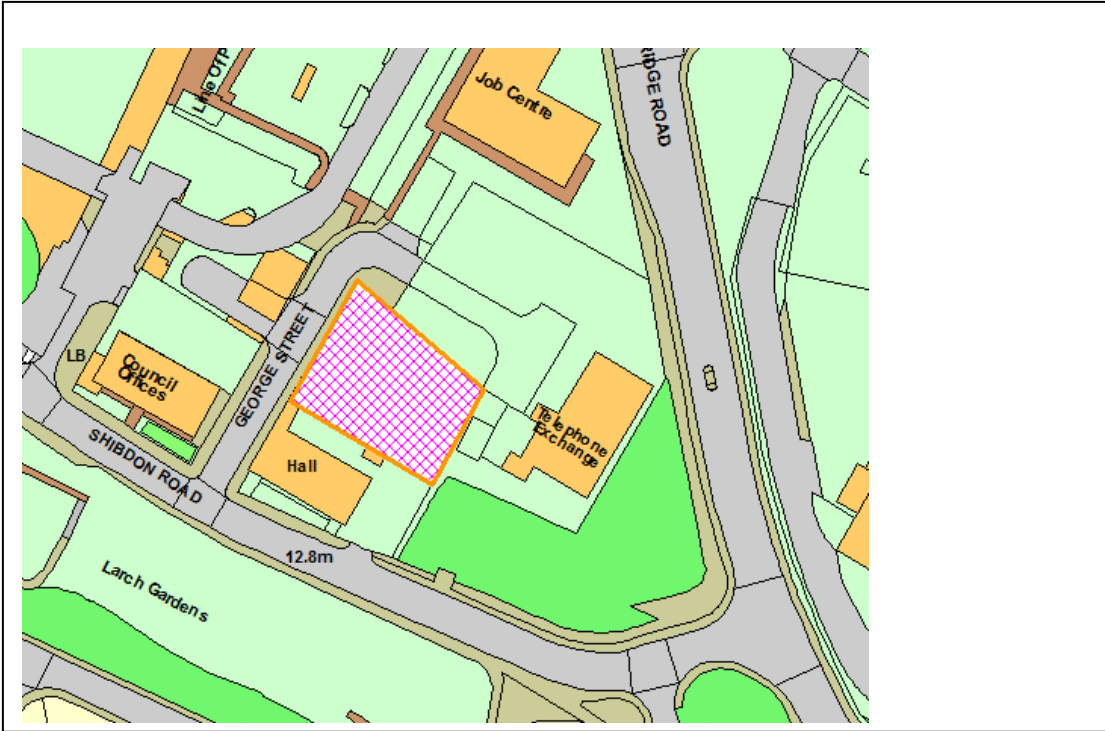 Job Centre
RIDGE ROAD
GEORGE STREET
LB
Council
Offices
SHIBDON ROAD
Hall
Telephone
Exchange
12.8m
Larch Gardens